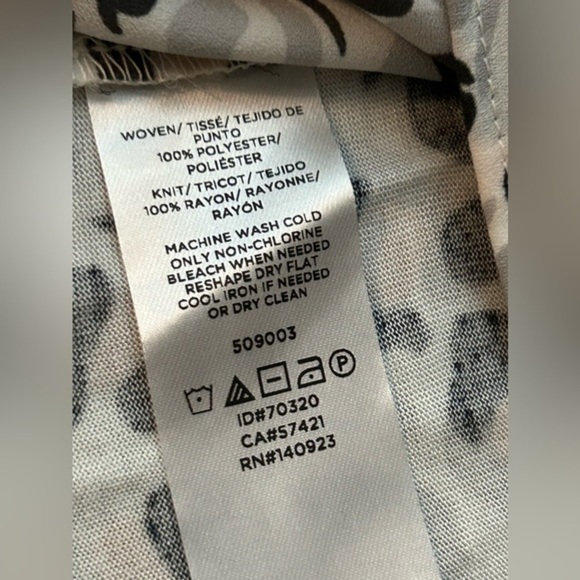 WOVEN/ TISSÉ/ TEJIDO DE
PUNTO
100% POLYESTER/
POLIÉSTER
KNIT/ TRICOT/ TEJIDO
100% RAYON/ RAYONNE/
RAYÓN
MACHINE WASH COLD
ONLY NON-CHLORINE
BLEACH WHEN NEEDED
RESHAPE DRY FLAT
COOL IRON IF NEEDED
OR DRY CLEAN
509003
P
ID#70320
CA#57421
RN#140923